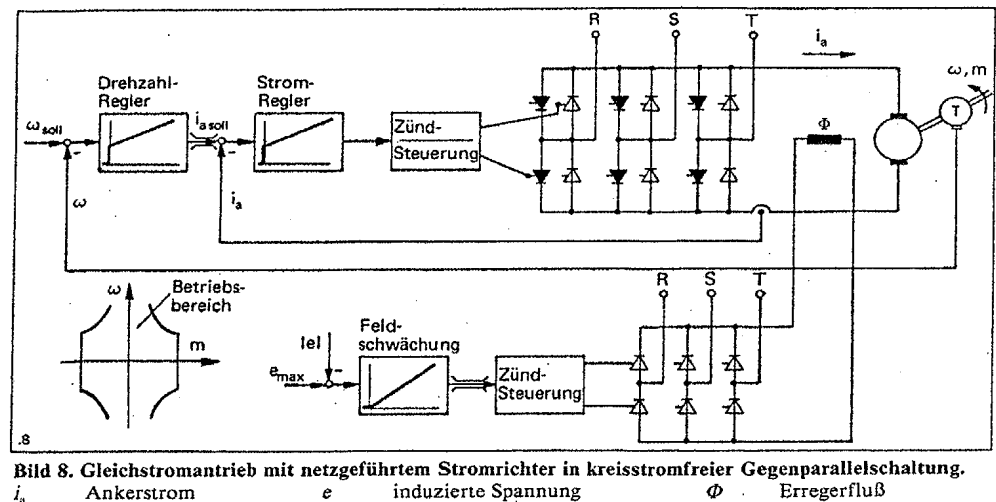 R S T
i_a
Drehzahl-
Regler
Strom-
Regler
ω, m
ω_soll
i_a soll
Zünd-
Steuerung
T
Φ
-
-
ω
i_a
R S T
ω
Betriebs-
bereich
m
Feld-
schwächung
|e|
-
e_max
Zünd-
Steuerung
.8
Bild 8. Gleichstromantrieb mit netzgeführtem Stromrichter in kreisstromfreier Gegenparallelschaltung.
i_a Ankerstrom e induzierte Spannung Φ Erregerfluß